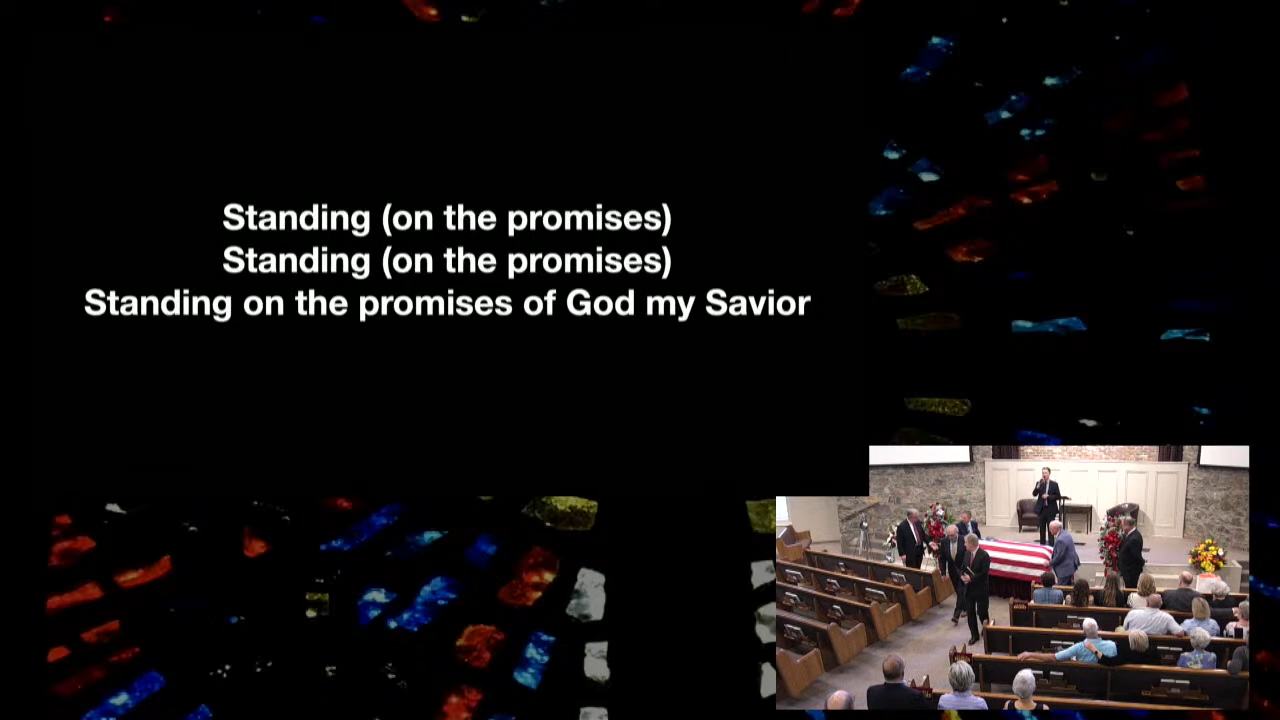 Standing (on the promises)
Standing (on the promises)
Standing on the promises of God my Savior